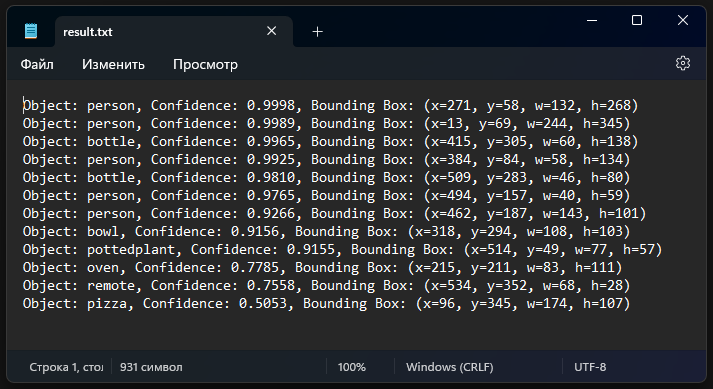 result.txt
Файл Изменить Просмотр
Object: person, Confidence: 0.9998, Bounding Box: (x=271, y=58, w=132, h=268)
Object: person, Confidence: 0.9989, Bounding Box: (x=13, y=69, w=244, h=345)
Object: bottle, Confidence: 0.9965, Bounding Box: (x=415, y=305, w=60, h=138)
Object: person, Confidence: 0.9925, Bounding Box: (x=384, y=84, w=58, h=134)
Object: bottle, Confidence: 0.9810, Bounding Box: (x=509, y=283, w=46, h=80)
Object: person, Confidence: 0.9765, Bounding Box: (x=494, y=157, w=40, h=59)
Object: person, Confidence: 0.9266, Bounding Box: (x=462, y=187, w=143, h=101)
Object: bowl, Confidence: 0.9156, Bounding Box: (x=318, y=294, w=108, h=103)
Object: pottedplant, Confidence: 0.9155, Bounding Box: (x=514, y=49, w=77, h=57)
Object: oven, Confidence: 0.7785, Bounding Box: (x=215, y=211, w=83, h=111)
Object: remote, Confidence: 0.7558, Bounding Box: (x=534, y=352, w=68, h=28)
Object: pizza, Confidence: 0.5053, Bounding Box: (x=96, y=345, w=174, h=107)
Строка 1, стол 931 символ 100% Windows (CRLF) UTF-8